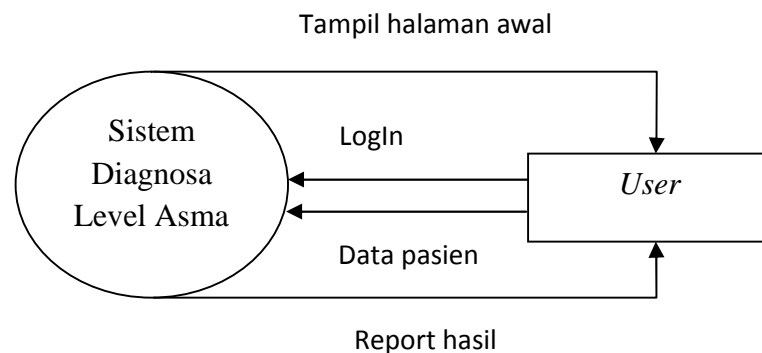 Tampil halaman awal
Sistem
Diagnosa
Level Asma
LogIn
User
Data pasien
Report hasil